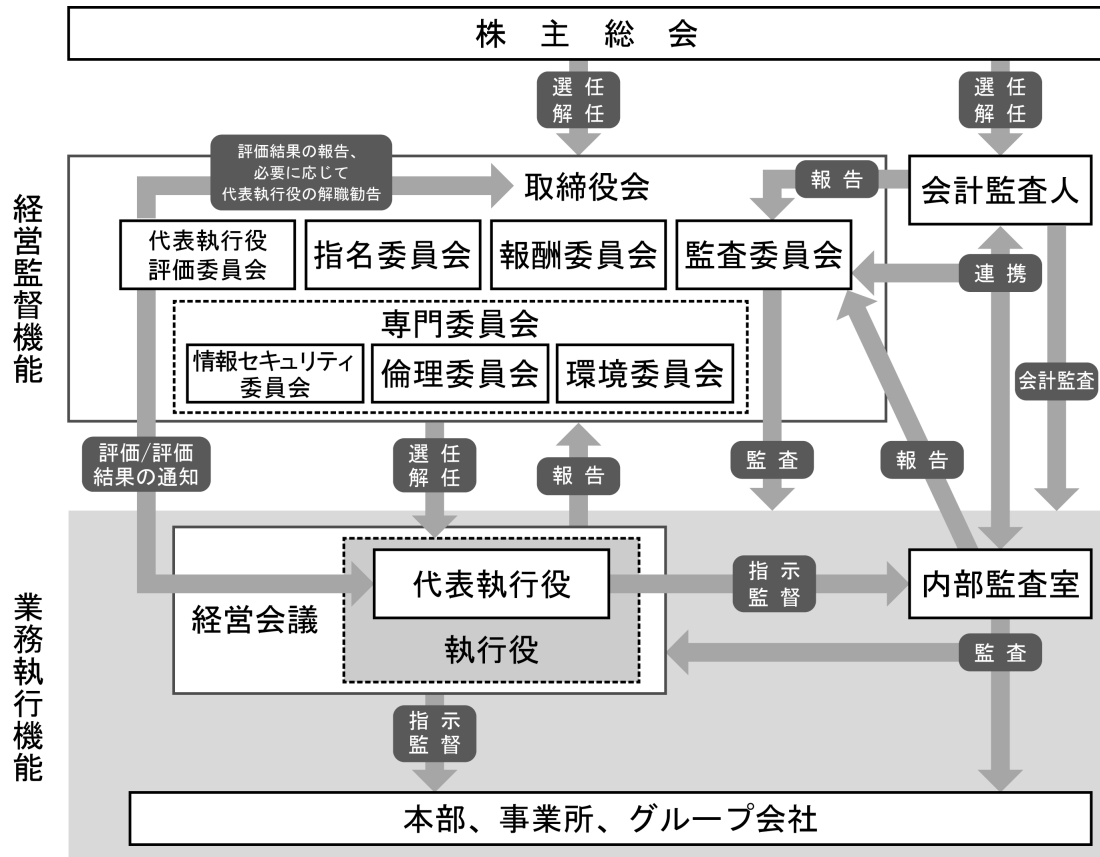 株主総会
選任
解任
選任
解任
経営監督機能
評価結果の報告、
必要に応じて
代表執行役の解職勧告
取締役会
報告
会計監査人
代表執行役
評価委員会
指名委員会
報酬委員会
監査委員会
連携
専門委員会
情報セキュリティ
委員会
倫理委員会
環境委員会
会計監査
評価/評価
結果の通知
選任
解任
報告
監査
報告
業務執行機能
経営会議
代表執行役
執行役
指示
監督
内部監査室
監査
指示
監督
本部、事業所、グループ会社